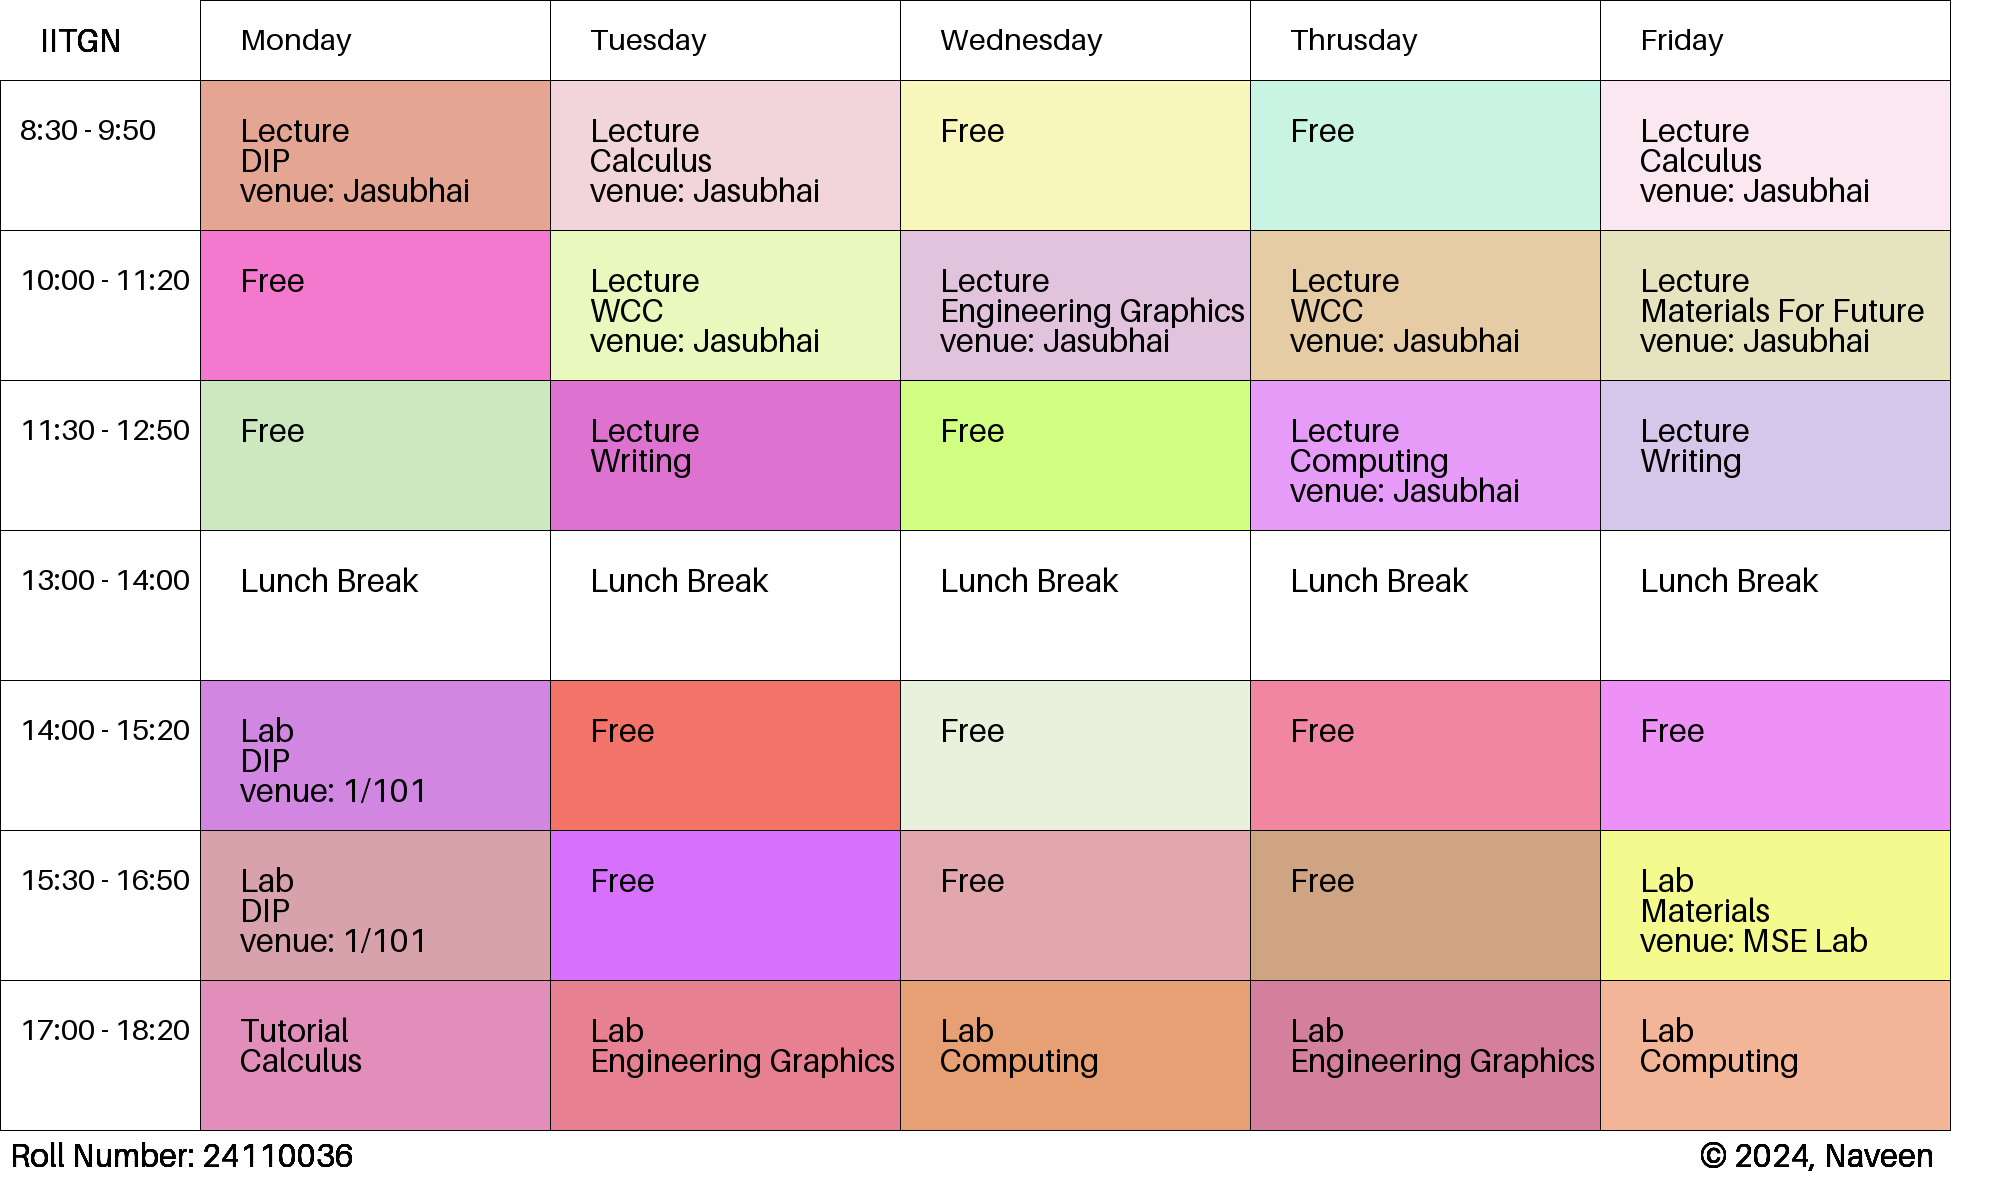 IITGN Monday Tuesday Wednesday Thrusday Friday
8:30 - 9:50
Lecture
DIP
venue: Jasubhai
Lecture
Calculus
venue: Jasubhai
Free
Free
Lecture
Calculus
venue: Jasubhai
10:00 - 11:20
Free
Lecture
WCC
venue: Jasubhai
Lecture
Engineering Graphics
venue: Jasubhai
Lecture
WCC
venue: Jasubhai
Lecture
Materials For Future
venue: Jasubhai
11:30 - 12:50
Free
Lecture
Writing
Free
Lecture
Computing
venue: Jasubhai
Lecture
Writing
13:00 - 14:00
Lunch Break
Lunch Break
Lunch Break
Lunch Break
Lunch Break
14:00 - 15:20
Lab
DIP
venue: 1/101
Free
Free
Free
Free
15:30 - 16:50
Lab
DIP
venue: 1/101
Free
Free
Free
Lab
Materials
venue: MSE Lab
17:00 - 18:20
Tutorial
Calculus
Lab
Engineering Graphics
Lab
Computing
Lab
Engineering Graphics
Lab
Computing
Roll Number: 24110036
© 2024, Naveen